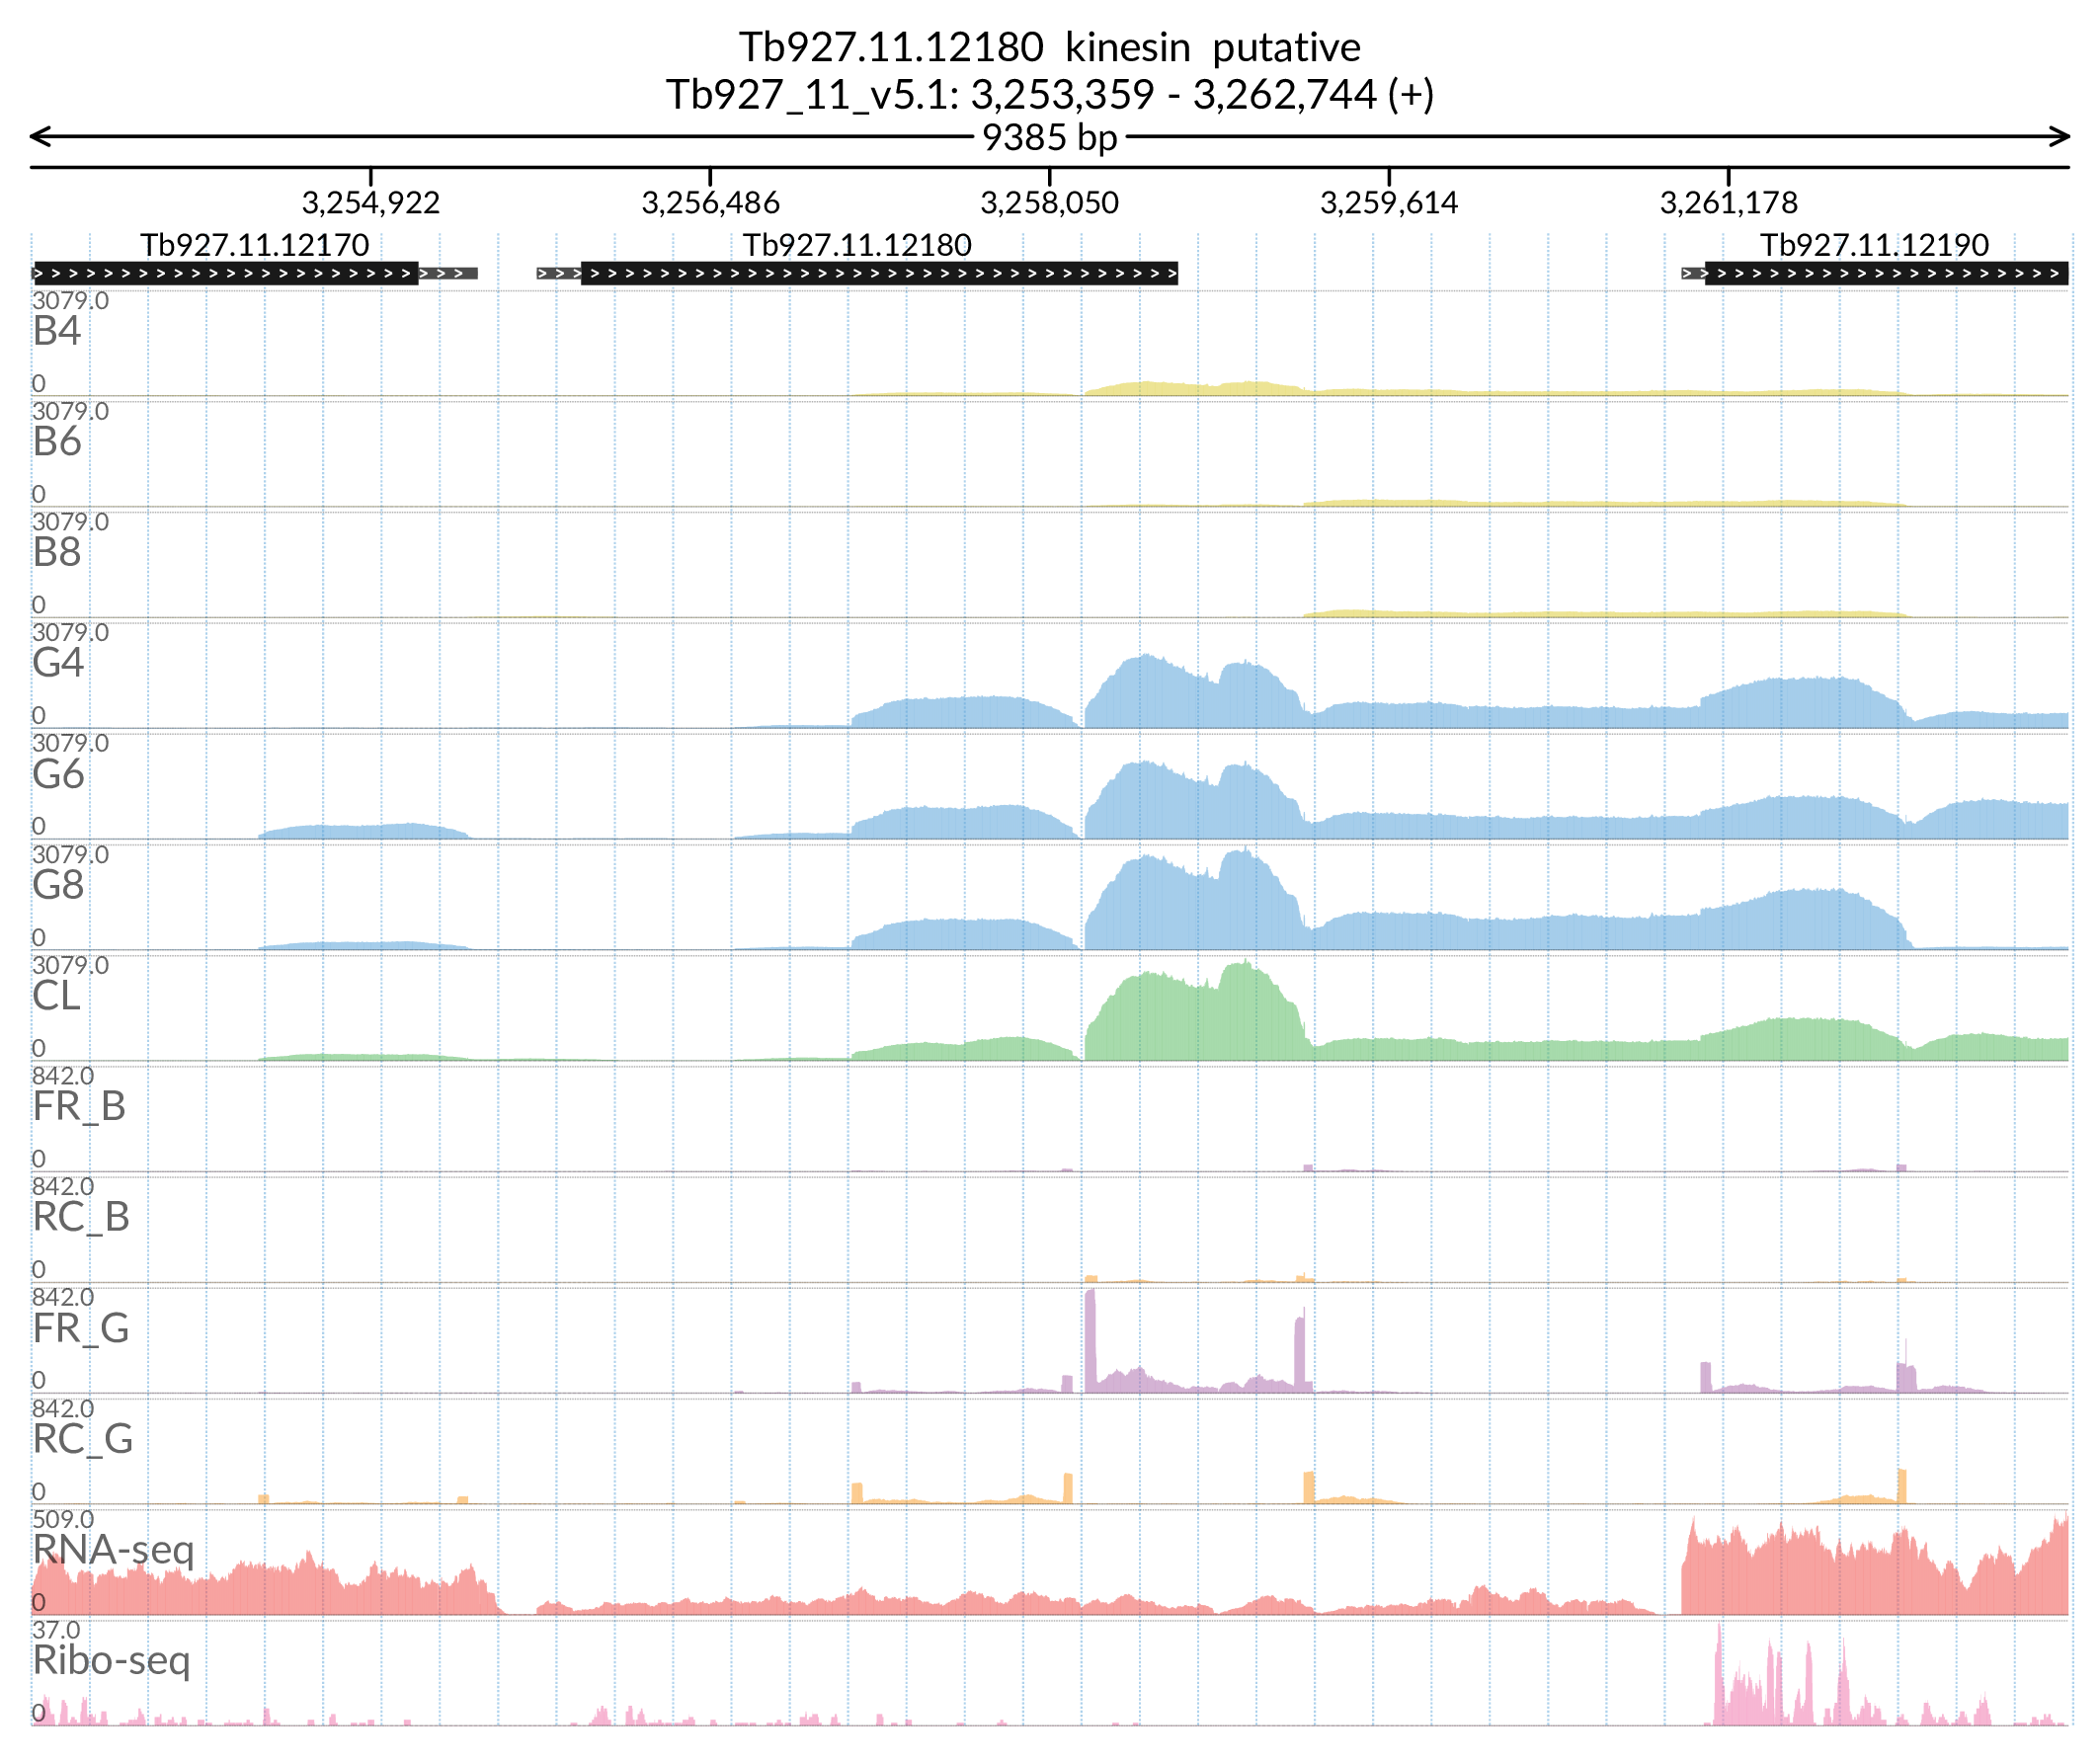 Tb927.11.12180 kinesin putative
Tb927_11_v5.1: 3,253,359 - 3,262,744 (+)
9385 bp
3,254,922 3,256,486 3,258,050 3,259,614 3,261,178
Tb927.11.12170 Tb927.11.12180 Tb927.11.12190
3079.0
B4
0
3079.0
B6
0
3079.0
B8
0
3079.0
G4
0
3079.0
G6
0
3079.0
G8
0
3079.0
CL
0
842.0
FR_B
0
842.0
RC_B
0
842.0
FR_G
0
842.0
RC_G
0
509.0
RNA-seq
0
37.0
Ribo-seq
0